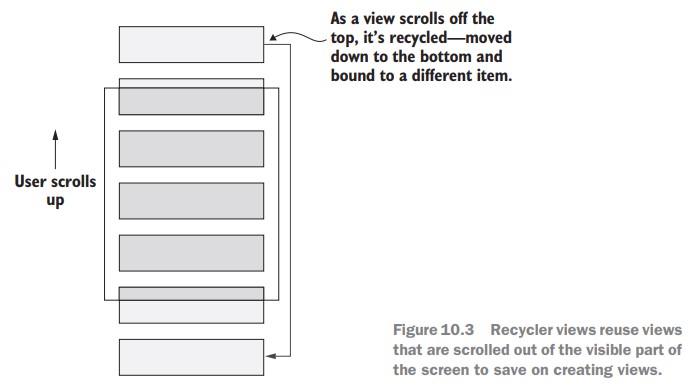 As a view scrolls off the
top, it's recycled—moved
down to the bottom and
bound to a different item.
User scrolls
up
Figure 10.3 Recycler views reuse views
that are scrolled out of the visible part of
the screen to save on creating views.